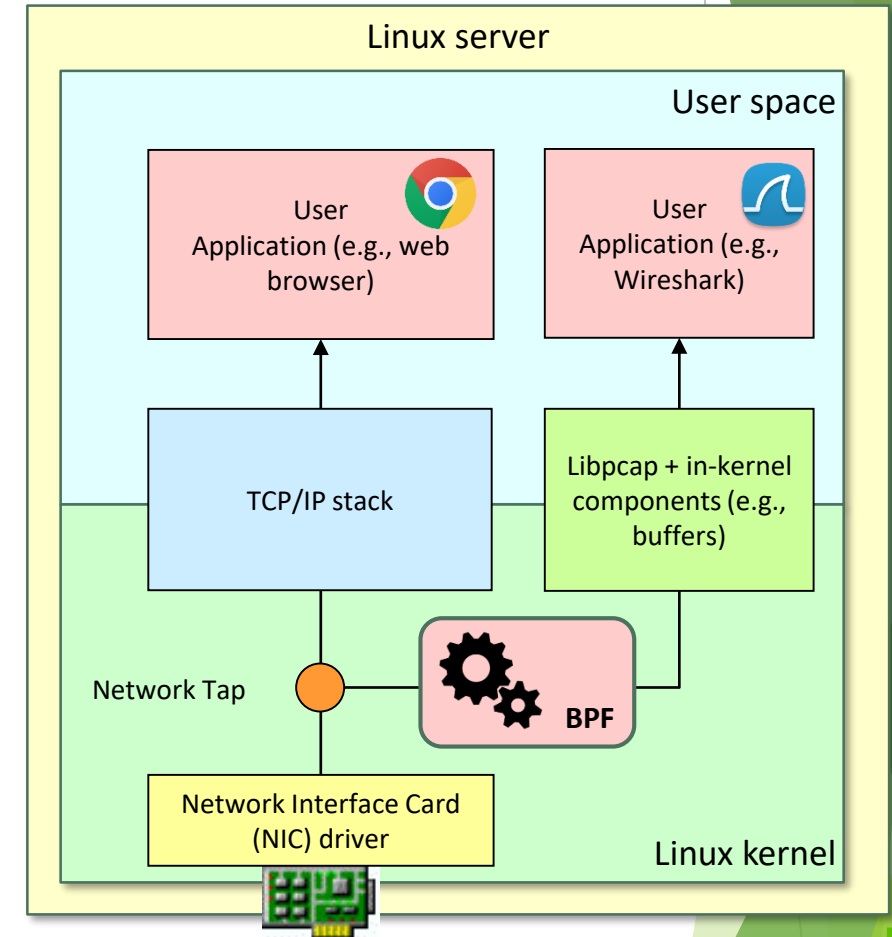 Linux server
User space
User
Application (e.g., web
browser)
User
Application (e.g.,
Wireshark)
TCP/IP stack
Libpcap + in-kernel
components (e.g.,
buffers)
Network Tap
BPF
Network Interface Card
(NIC) driver
Linux kernel